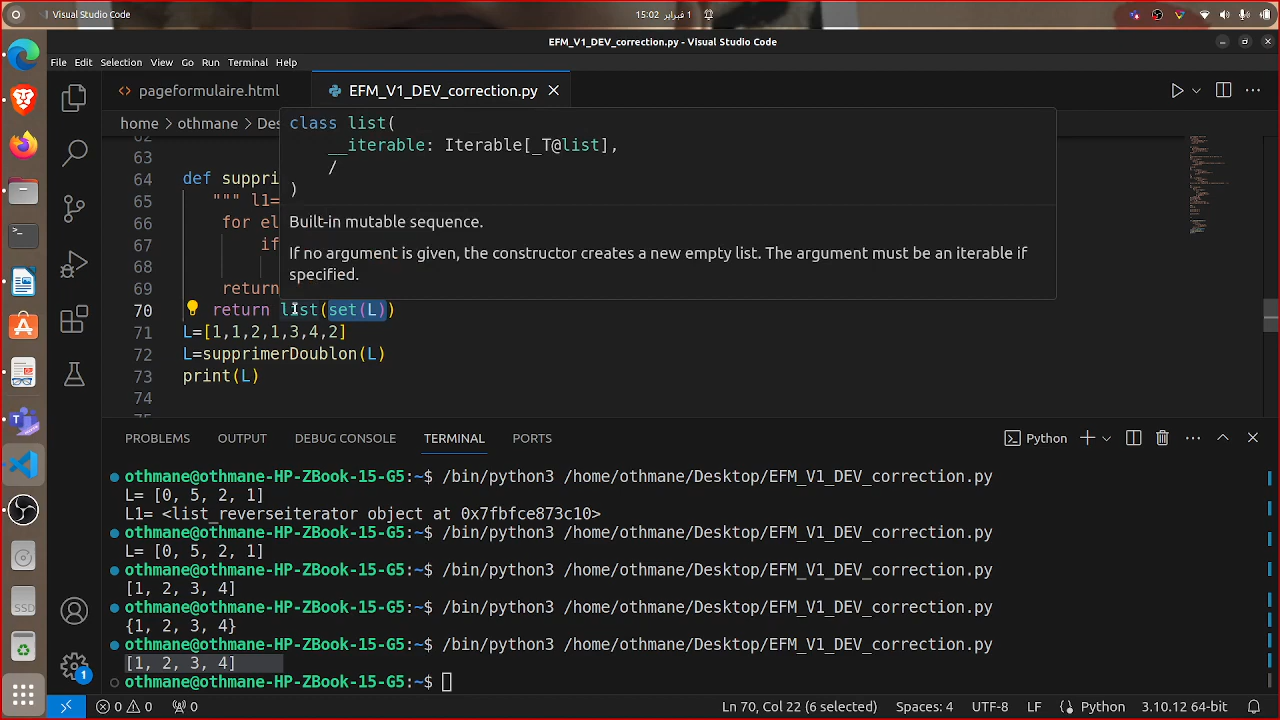 Visual Studio Code
15:02 1 فبراير
EFM_V1_DEV_correction.py - Visual Studio Code
File Edit Selection View Go Run Terminal Help
<> pageformulaire.html
EFM_V1_DEV_correction.py
home > othmane > Des
class list(
__iterable: Iterable[_T@list],
/
)
Built-in mutable sequence.
If no argument is given, the constructor creates a new empty list. The argument must be an iterable if
specified.
62
63
64 def suppri
65 """ l1=
66 for el
67 if
68
69 return
70 return list(set(L))
71 L=[1,1,2,1,3,4,2]
72 L=supprimerDoublon(L)
73 print(L)
74
75
PROBLEMS OUTPUT DEBUG CONSOLE TERMINAL PORTS
Python
othmane@othmane-HP-ZBook-15-G5:~$ /bin/python3 /home/othmane/Desktop/EFM_V1_DEV_correction.py
L= [0, 5, 2, 1]
L1= <list_reverseiterator object at 0x7fbfce873c10>
othmane@othmane-HP-ZBook-15-G5:~$ /bin/python3 /home/othmane/Desktop/EFM_V1_DEV_correction.py
L= [0, 5, 2, 1]
othmane@othmane-HP-ZBook-15-G5:~$ /bin/python3 /home/othmane/Desktop/EFM_V1_DEV_correction.py
[1, 2, 3, 4]
othmane@othmane-HP-ZBook-15-G5:~$ /bin/python3 /home/othmane/Desktop/EFM_V1_DEV_correction.py
{1, 2, 3, 4}
othmane@othmane-HP-ZBook-15-G5:~$ /bin/python3 /home/othmane/Desktop/EFM_V1_DEV_correction.py
[1, 2, 3, 4]
othmane@othmane-HP-ZBook-15-G5:~$
SSD
1
0 0 0
Ln 70, Col 22 (6 selected) Spaces: 4 UTF-8 LF Python 3.10.12 64-bit